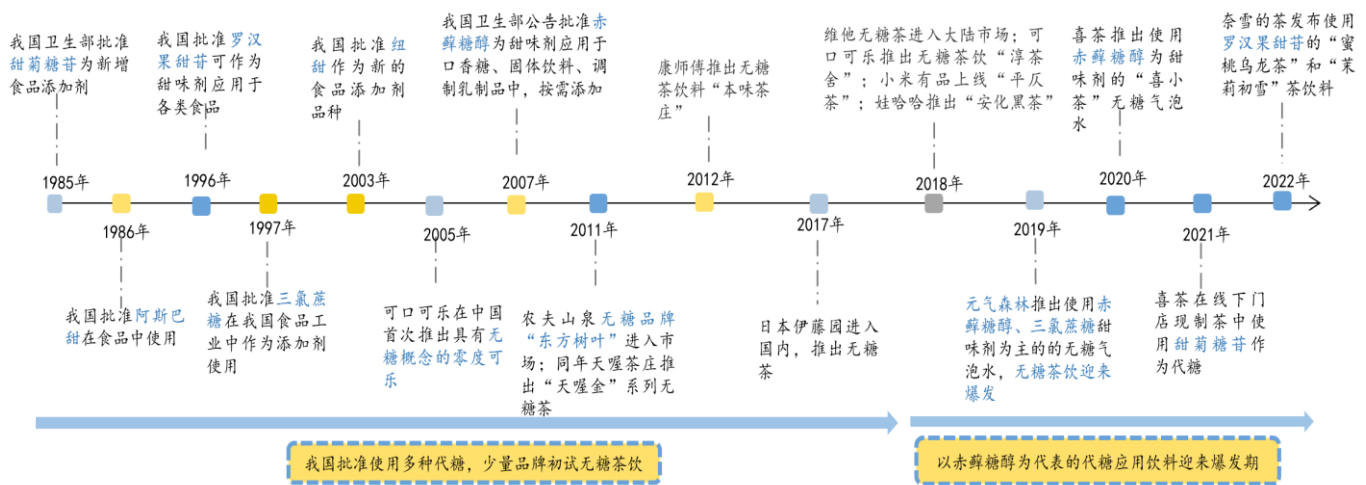 我国卫生部批准
甜菊糖苷为新增
食品添加剂
我国批准罗汉
果甜苷可作为
甜味剂应用于
各类食品
我国批准纽
甜作为新的
食品添加剂
品种
我国卫生部公告批准赤
藓糖醇为甜味剂应用于
口香糖、固体饮料、调
制乳制品中，按需添加
康师傅推出无糖
茶饮料“本味茶
庄”
维他无糖茶进入大陆市场；可
口可乐推出无糖茶饮“淳茶
舍”；小米有品上线“平仄
茶”；娃哈哈推出“安化黑茶”
喜茶推出使用
赤藓糖醇为甜
味剂的“喜小
茶”无糖气泡
水
奈雪的茶发布使用
罗汉果甜苷的“蜜
桃乌龙茶”和“茉
莉初雪”茶饮料
1985年
1996年
2003年
2007年
2012年
2018年
2020年
2022年
1986年
1997年
2005年
2011年
2017年
2019年
2021年
我国批准阿斯巴
甜在食品中使用
我国批准三氯蔗
糖在我国食品工
业中作为添加剂
使用
可口可乐在中国
首次推出具有无
糖概念的零度可
乐
农夫山泉无糖品牌
“东方树叶”进入市
场；同年天喔茶庄推
出“天喔金”系列无
糖茶
日本伊藤园进入
国内，推出无糖
茶
元气森林推出使用赤
藓糖醇、三氯蔗糖甜
味剂为主的的无糖气
泡水，无糖茶饮迎来
爆发
喜茶在线下门
店现制茶中使
用甜菊糖苷作
为代糖
我国批准使用多种代糖，少量品牌初试无糖茶饮
以赤藓糖醇为代表的代糖应用饮料迎来爆发期